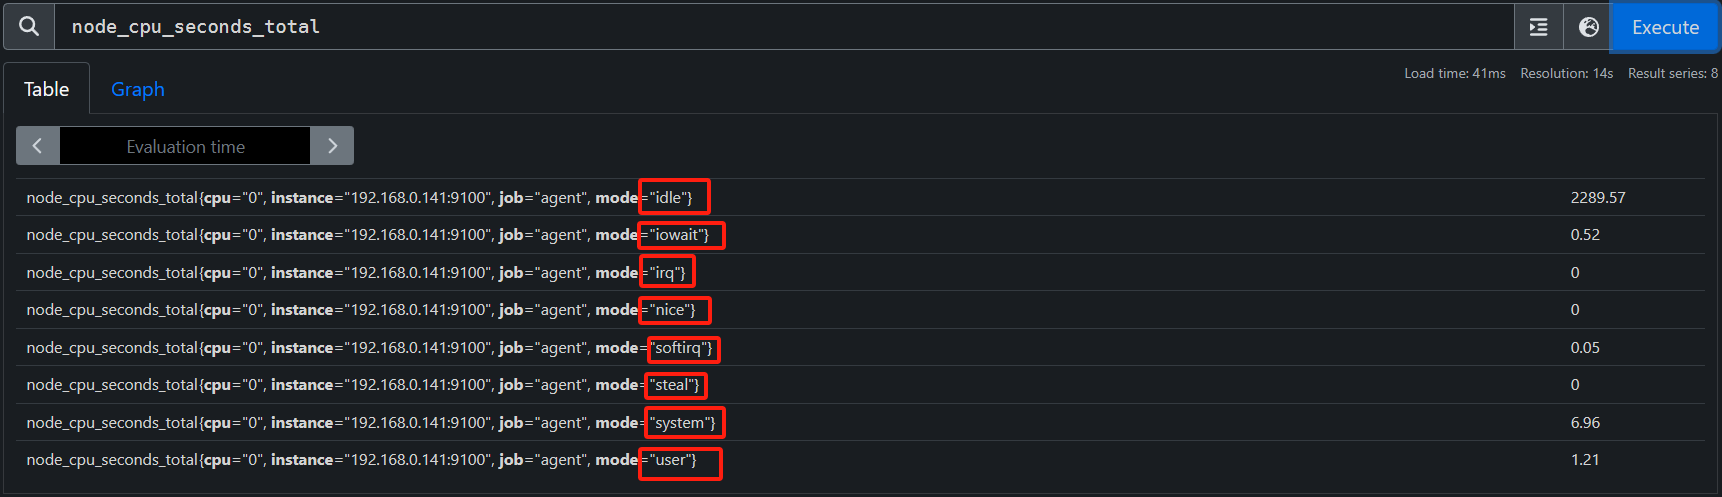 node_cpu_seconds_total
Execute
Table
Graph
Load time: 41ms Resolution: 14s Result series: 8
Evaluation time
node_cpu_seconds_total{cpu="0", instance="192.168.0.141:9100", job="agent", mode="idle"} 2289.57
node_cpu_seconds_total{cpu="0", instance="192.168.0.141:9100", job="agent", mode="iowait"} 0.52
node_cpu_seconds_total{cpu="0", instance="192.168.0.141:9100", job="agent", mode="irq"} 0
node_cpu_seconds_total{cpu="0", instance="192.168.0.141:9100", job="agent", mode="nice"} 0
node_cpu_seconds_total{cpu="0", instance="192.168.0.141:9100", job="agent", mode="softirq"} 0.05
node_cpu_seconds_total{cpu="0", instance="192.168.0.141:9100", job="agent", mode="steal"} 0
node_cpu_seconds_total{cpu="0", instance="192.168.0.141:9100", job="agent", mode="system"} 6.96
node_cpu_seconds_total{cpu="0", instance="192.168.0.141:9100", job="agent", mode="user"} 1.21